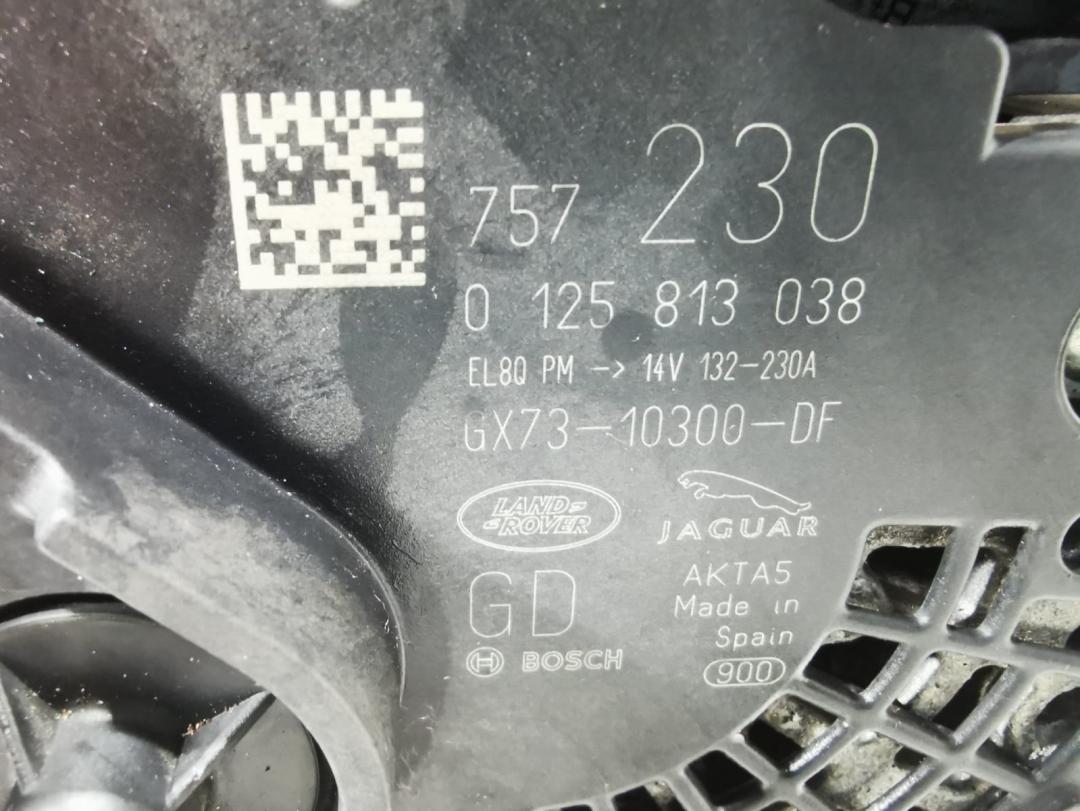 757 230
0 125 813 038
EL8Q PM -> 14V 132-230A
GX73-10300-DF
LAND-
-ROVER
JAGUAR
GD
AKTA5
Made in
Spain
BOSCH
900